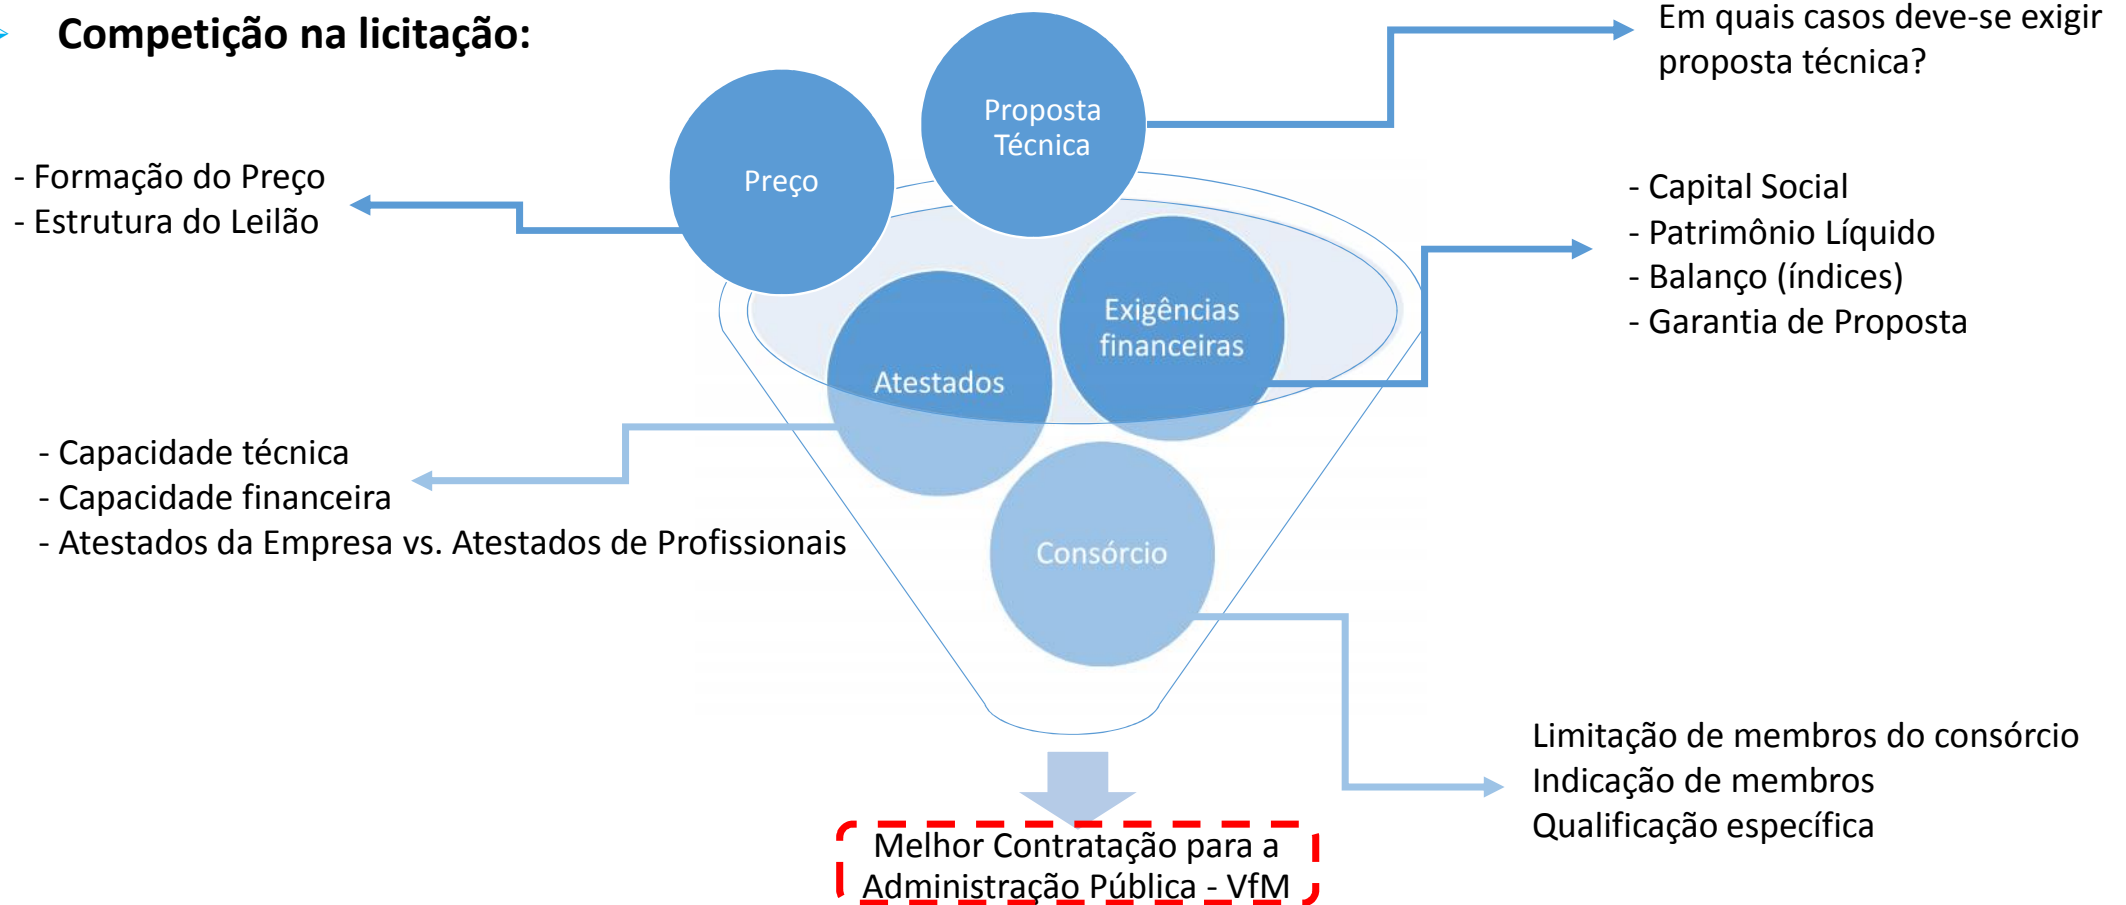 Competição na licitação:
Em quais casos deve-se exigir
proposta técnica?
Proposta
Técnica
Preço
- Formação do Preço
- Estrutura do Leilão
- Capital Social
- Patrimônio Líquido
- Balanço (índices)
- Garantia de Proposta
Exigências
financeiras
Atestados
- Capacidade técnica
- Capacidade financeira
- Atestados da Empresa vs. Atestados de Profissionais
Consórcio
Limitação de membros do consórcio
Indicação de membros
Qualificação específica
Melhor Contratação para a
Administração Pública - VfM